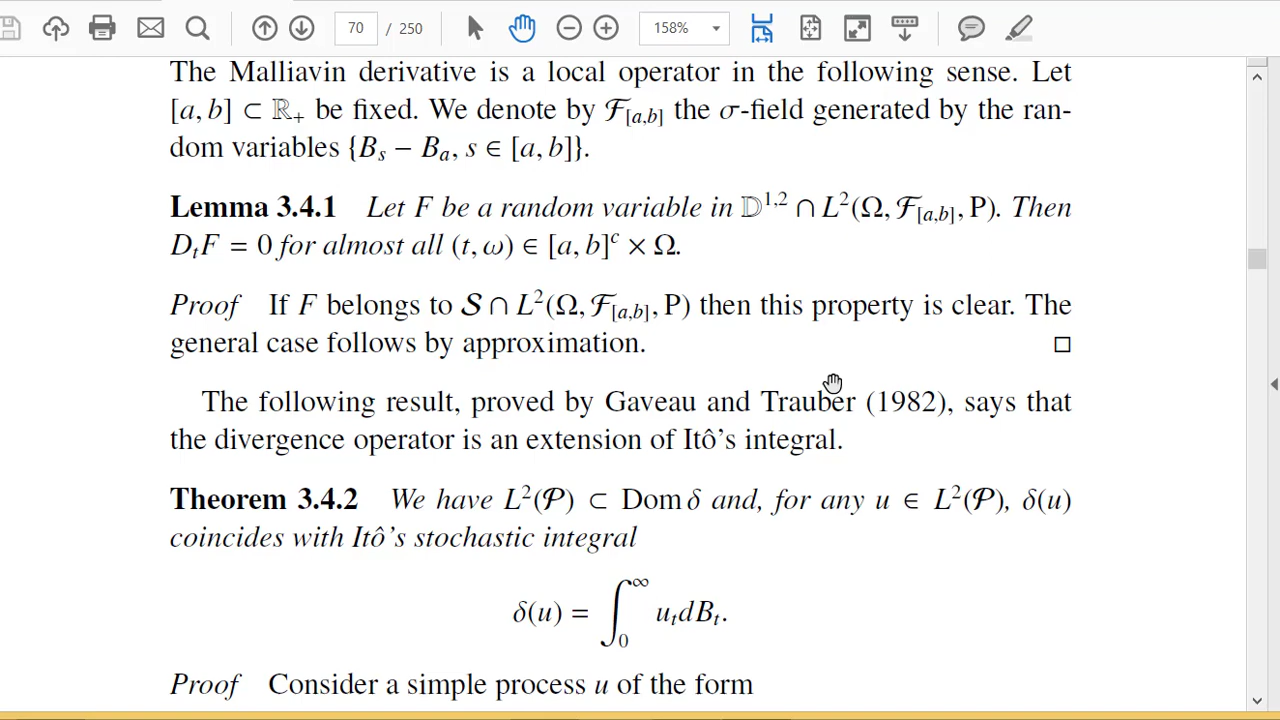 70 / 250 158%
The Malliavin derivative is a local operator in the following sense. Let
[a, b] ⊂ ℝ₊ be fixed. We denote by ℱ[a,b] the σ-field generated by the ran-
dom variables {Bₛ − Bₐ, s ∈ [a, b]}.
Lemma 3.4.1 Let F be a random variable in 𝔻¹,² ∩ L²(Ω, ℱ[a,b], P). Then
DₜF = 0 for almost all (t, ω) ∈ [a, b]ᶜ × Ω.
Proof If F belongs to 𝒮 ∩ L²(Ω, ℱ[a,b], P) then this property is clear. The
general case follows by approximation. □
The following result, proved by Gaveau and Trauber (1982), says that
the divergence operator is an extension of Itô's integral.
Theorem 3.4.2 We have L²(𝒫) ⊂ Dom δ and, for any u ∈ L²(𝒫), δ(u)
coincides with Itô's stochastic integral
δ(u) = ∫₀^∞ uₜdBₜ.
Proof Consider a simple process u of the form